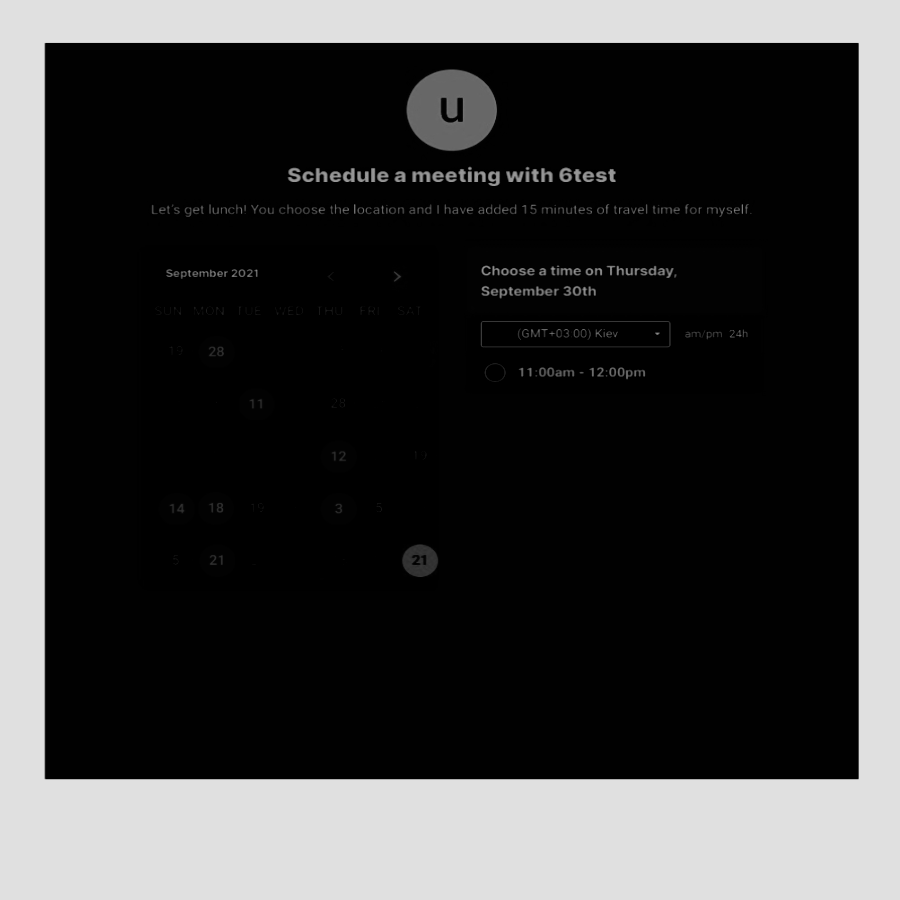 u
Schedule a meeting with 6test
Let's get lunch! You choose the location and I have added 15 minutes of travel time for myself.
September 2021
SUN MON TUE WED THU FRI SAT
19 28
11 28
12 19
14 18 19 3 5
5 21 21
Choose a time on Thursday,
September 30th
(GMT+03:00) Kiev am/pm 24h
11:00am - 12:00pm